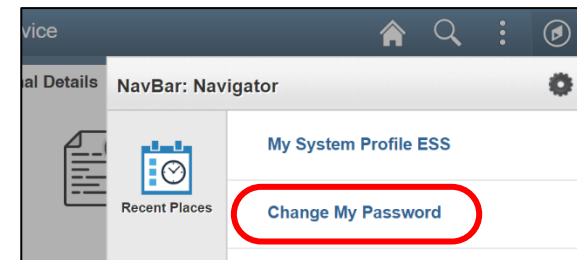 vice
al Details
NavBar: Navigator
My System Profile ESS
Recent Places
Change My Password